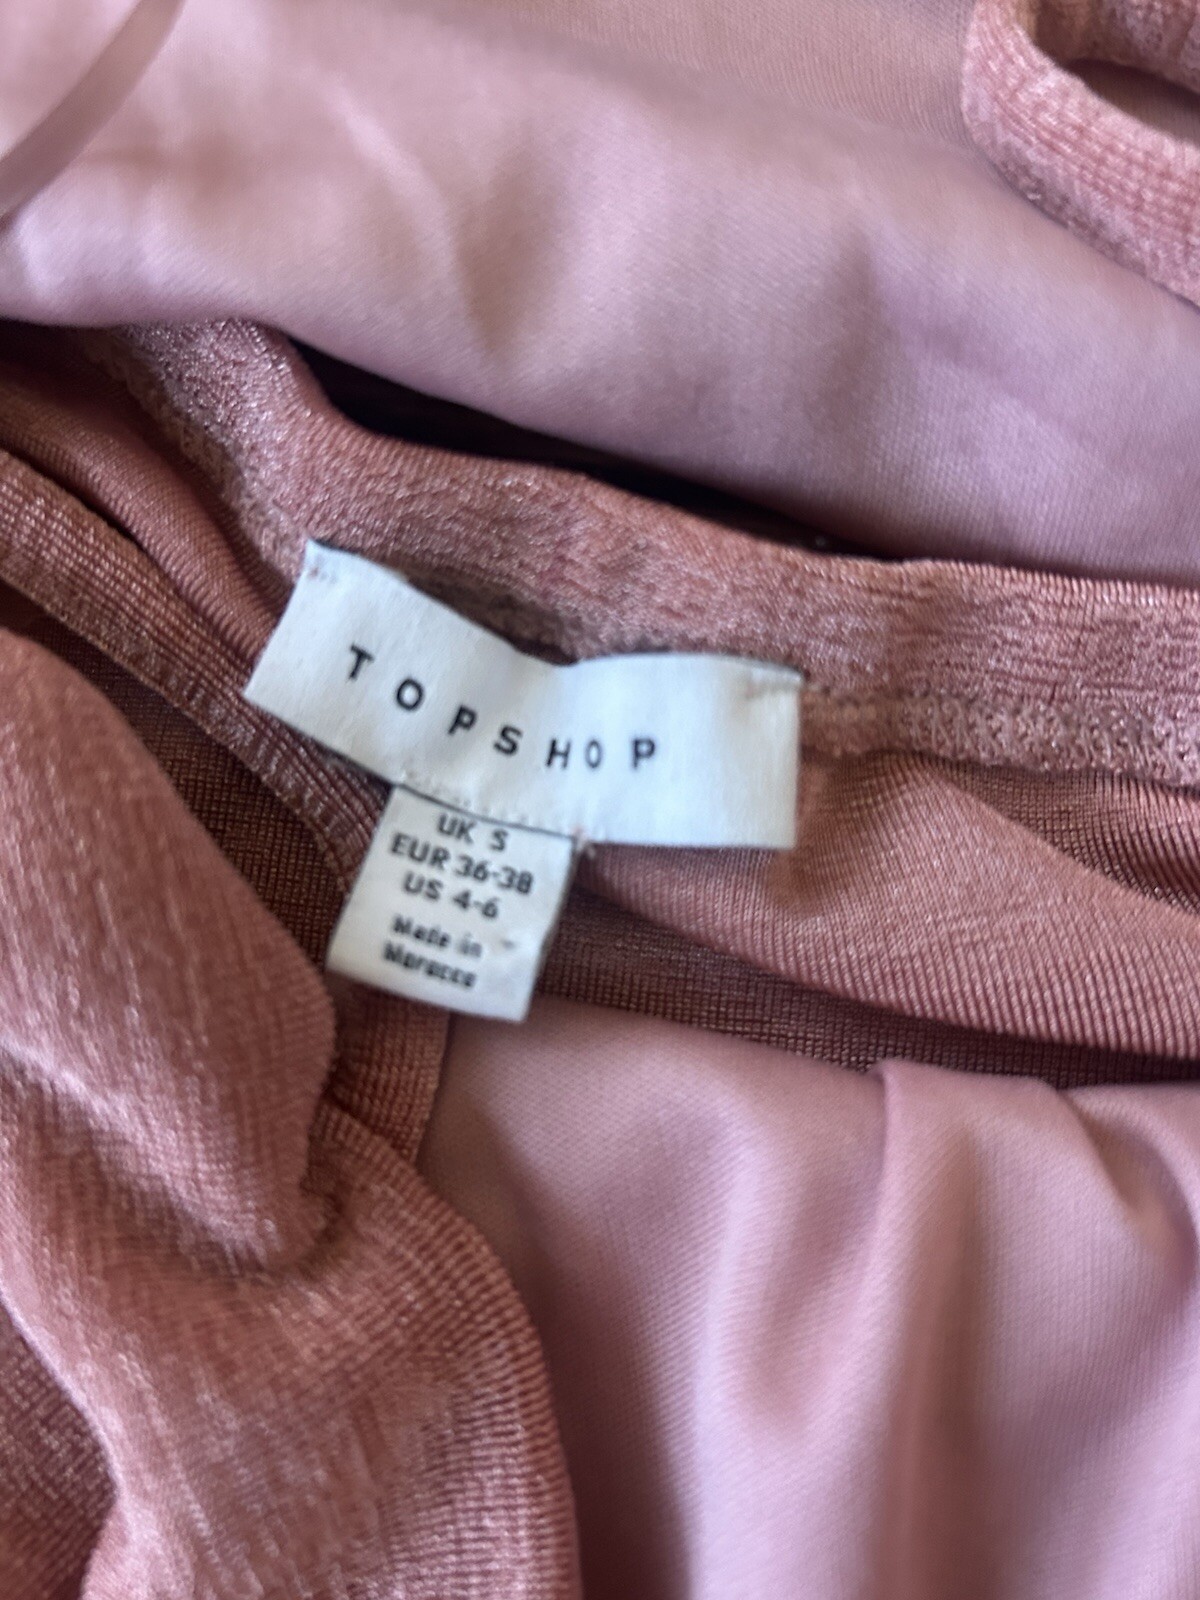 TOPSHOP
UK S
EUR 36-38
US 4-6
Made in
Morocco